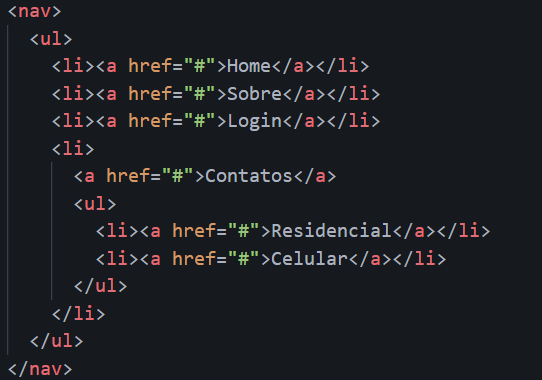 <nav>
  <ul>
    <li><a href="#">Home</a></li>
    <li><a href="#">Sobre</a></li>
    <li><a href="#">Login</a></li>
    <li>
      <a href="#">Contatos</a>
      <ul>
        <li><a href="#">Residencial</a></li>
        <li><a href="#">Celular</a></li>
      </ul>
    </li>
  </ul>
</nav>